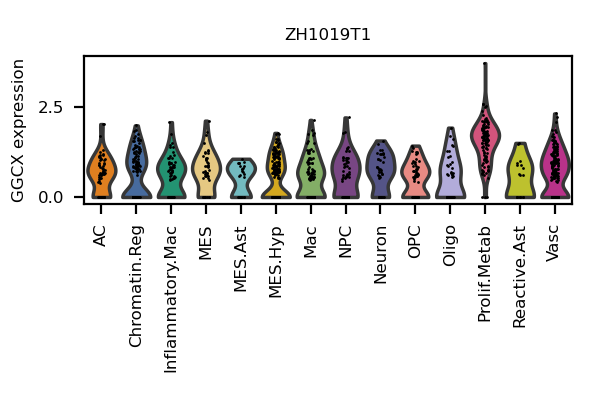 ZH1019T1
GGCX expression
2.5
0.0
AC
Chromatin.Reg
Inflammatory.Mac
MES
MES.Ast
MES.Hyp
Mac
NPC
Neuron
OPC
Oligo
Prolif.Metab
Reactive.Ast
Vasc